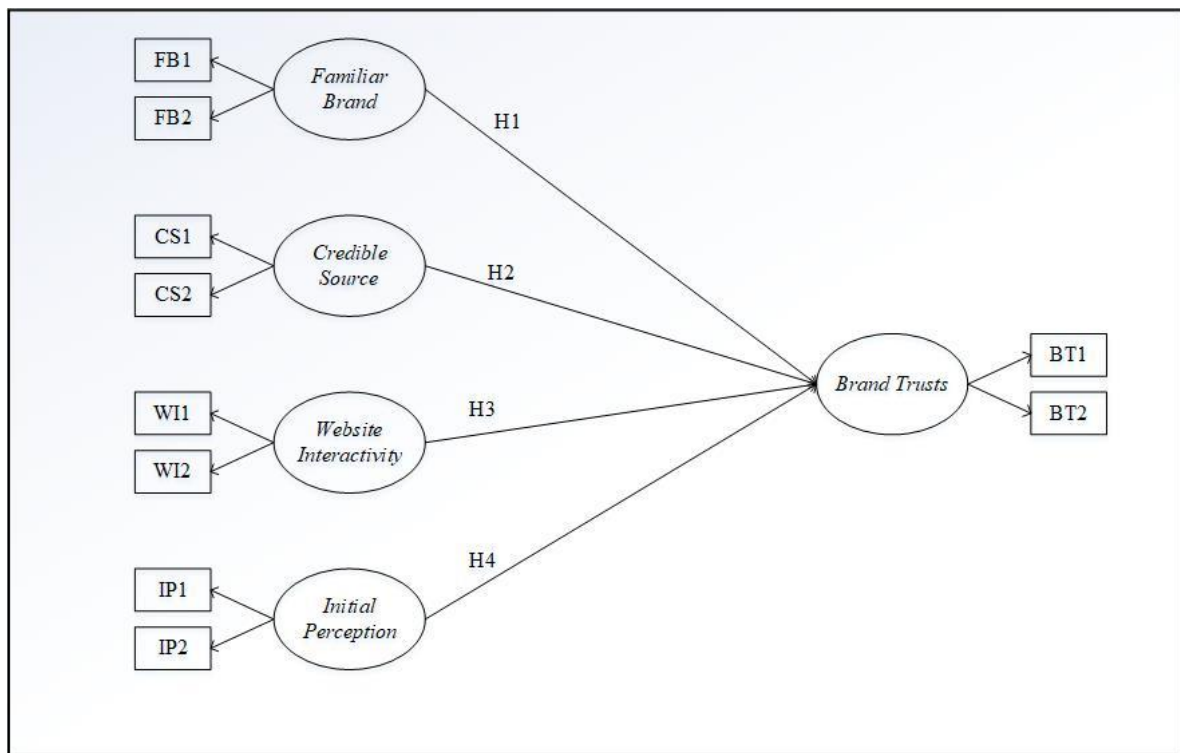 FB1
FB2
Familiar
Brand
H1
CS1
CS2
Credible
Source
H2
WI1
WI2
Website
Interactivity
H3
IP1
IP2
Initial
Perception
H4
Brand Trusts
BT1
BT2